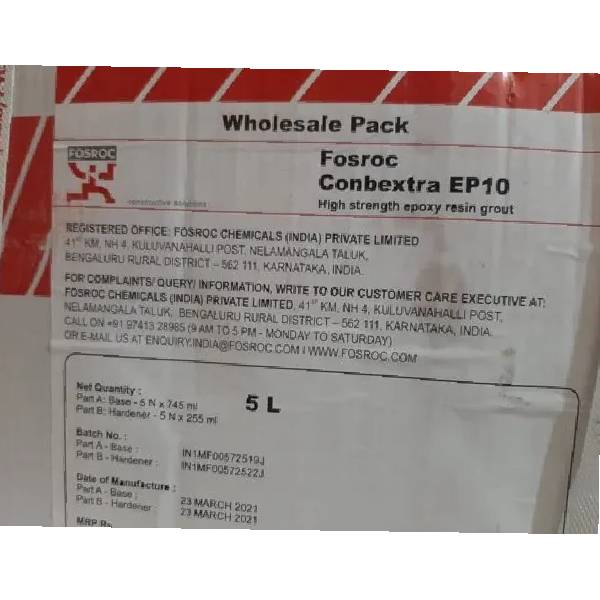 Wholesale Pack
FOSROC
constructive solutions
Fosroc
Conbextra EP10
High strength epoxy resin grout
REGISTERED OFFICE: FOSROC CHEMICALS (INDIA) PRIVATE LIMITED
41ST KM, NH 4, KULUVANAHALLI POST, NELAMANGALA TALUK,
BENGALURU RURAL DISTRICT – 562 111, KARNATAKA, INDIA.
FOR COMPLAINTS/ QUERY/ INFORMATION, WRITE TO OUR CUSTOMER CARE EXECUTIVE AT:
FOSROC CHEMICALS (INDIA) PRIVATE LIMITED, 41ST KM, NH 4, KULUVANAHALLI POST,
NELAMANGALA TALUK, BENGALURU RURAL DISTRICT – 562 111, KARNATAKA, INDIA.
CALL ON +91 97413 28985 (9 AM TO 5 PM - MONDAY TO SATURDAY)
OR E-MAIL US AT ENQUIRY.INDIA@FOSROC.COM I WWW.FOSROC.COM
Net Quantity :
Part A: Base - 5 N x 745 ml
Part B: Hardener - 5 N x 255 ml
5 L
Batch No. :
Part A - Base : IN1MF00572519J
Part B - Hardener : IN1MF00572522J
Date of Manufacture :
Part A - Base : 23 MARCH 2021
Part B - Hardener 23 MARCH 2021
MRP Rs